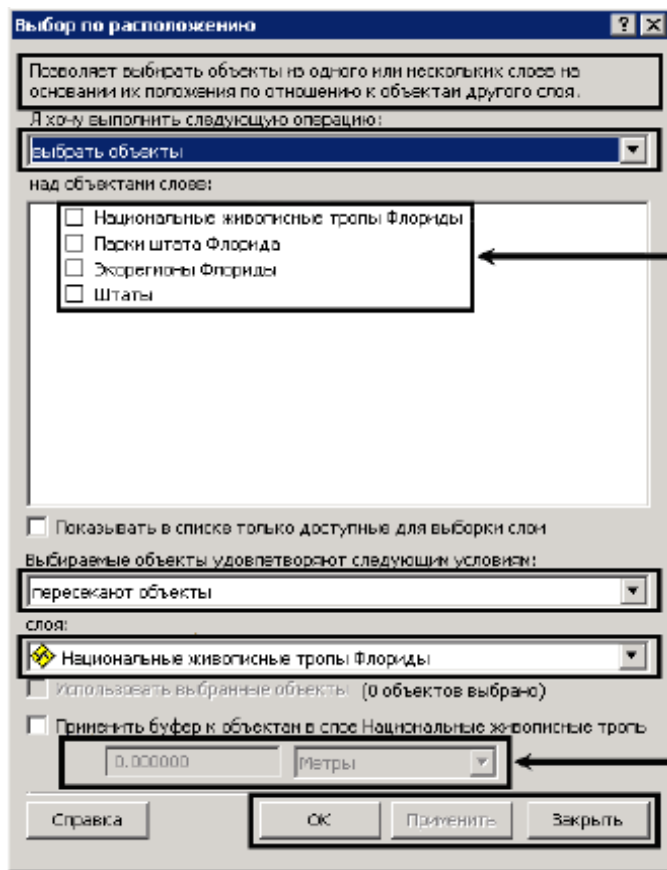 Выбор по расположению
Позволяет выбирать объекты из одного или нескольких слоев на
основании их положения по отношению к объектам другого слоя.
Я хочу выполнить следующую операцию:
выбрать объекты
над объектами слоев:
Национальные живописные тропы Флориды
Парки штата Флорида
Экорегионы Флориды
Штаты
Показывать в списке только доступные для выборки слои
Выбираемые объекты удовлетворяют следующим условиям:
пересекают объекты
слоя:
Национальные живописные тропы Флориды
Использовать выбранные объекты (0 объектов выбрано)
Применить буфер к объектам в слое Национальные живописные тропы
0.000000 Метры
Справка ОК Применить Закрыть